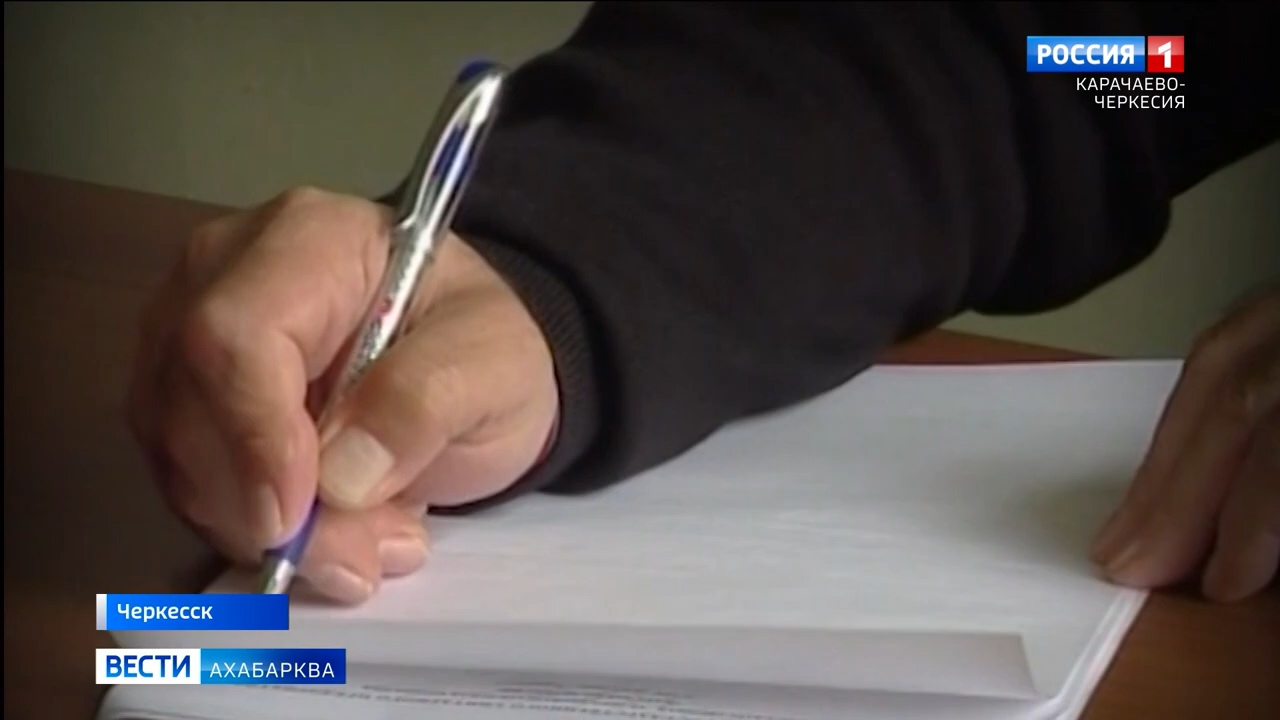 РОССИЯ 1
КАРАЧАЕВО-
ЧЕРКЕСИЯ
Черкесск
ВЕСТИ АХАБАРКВА